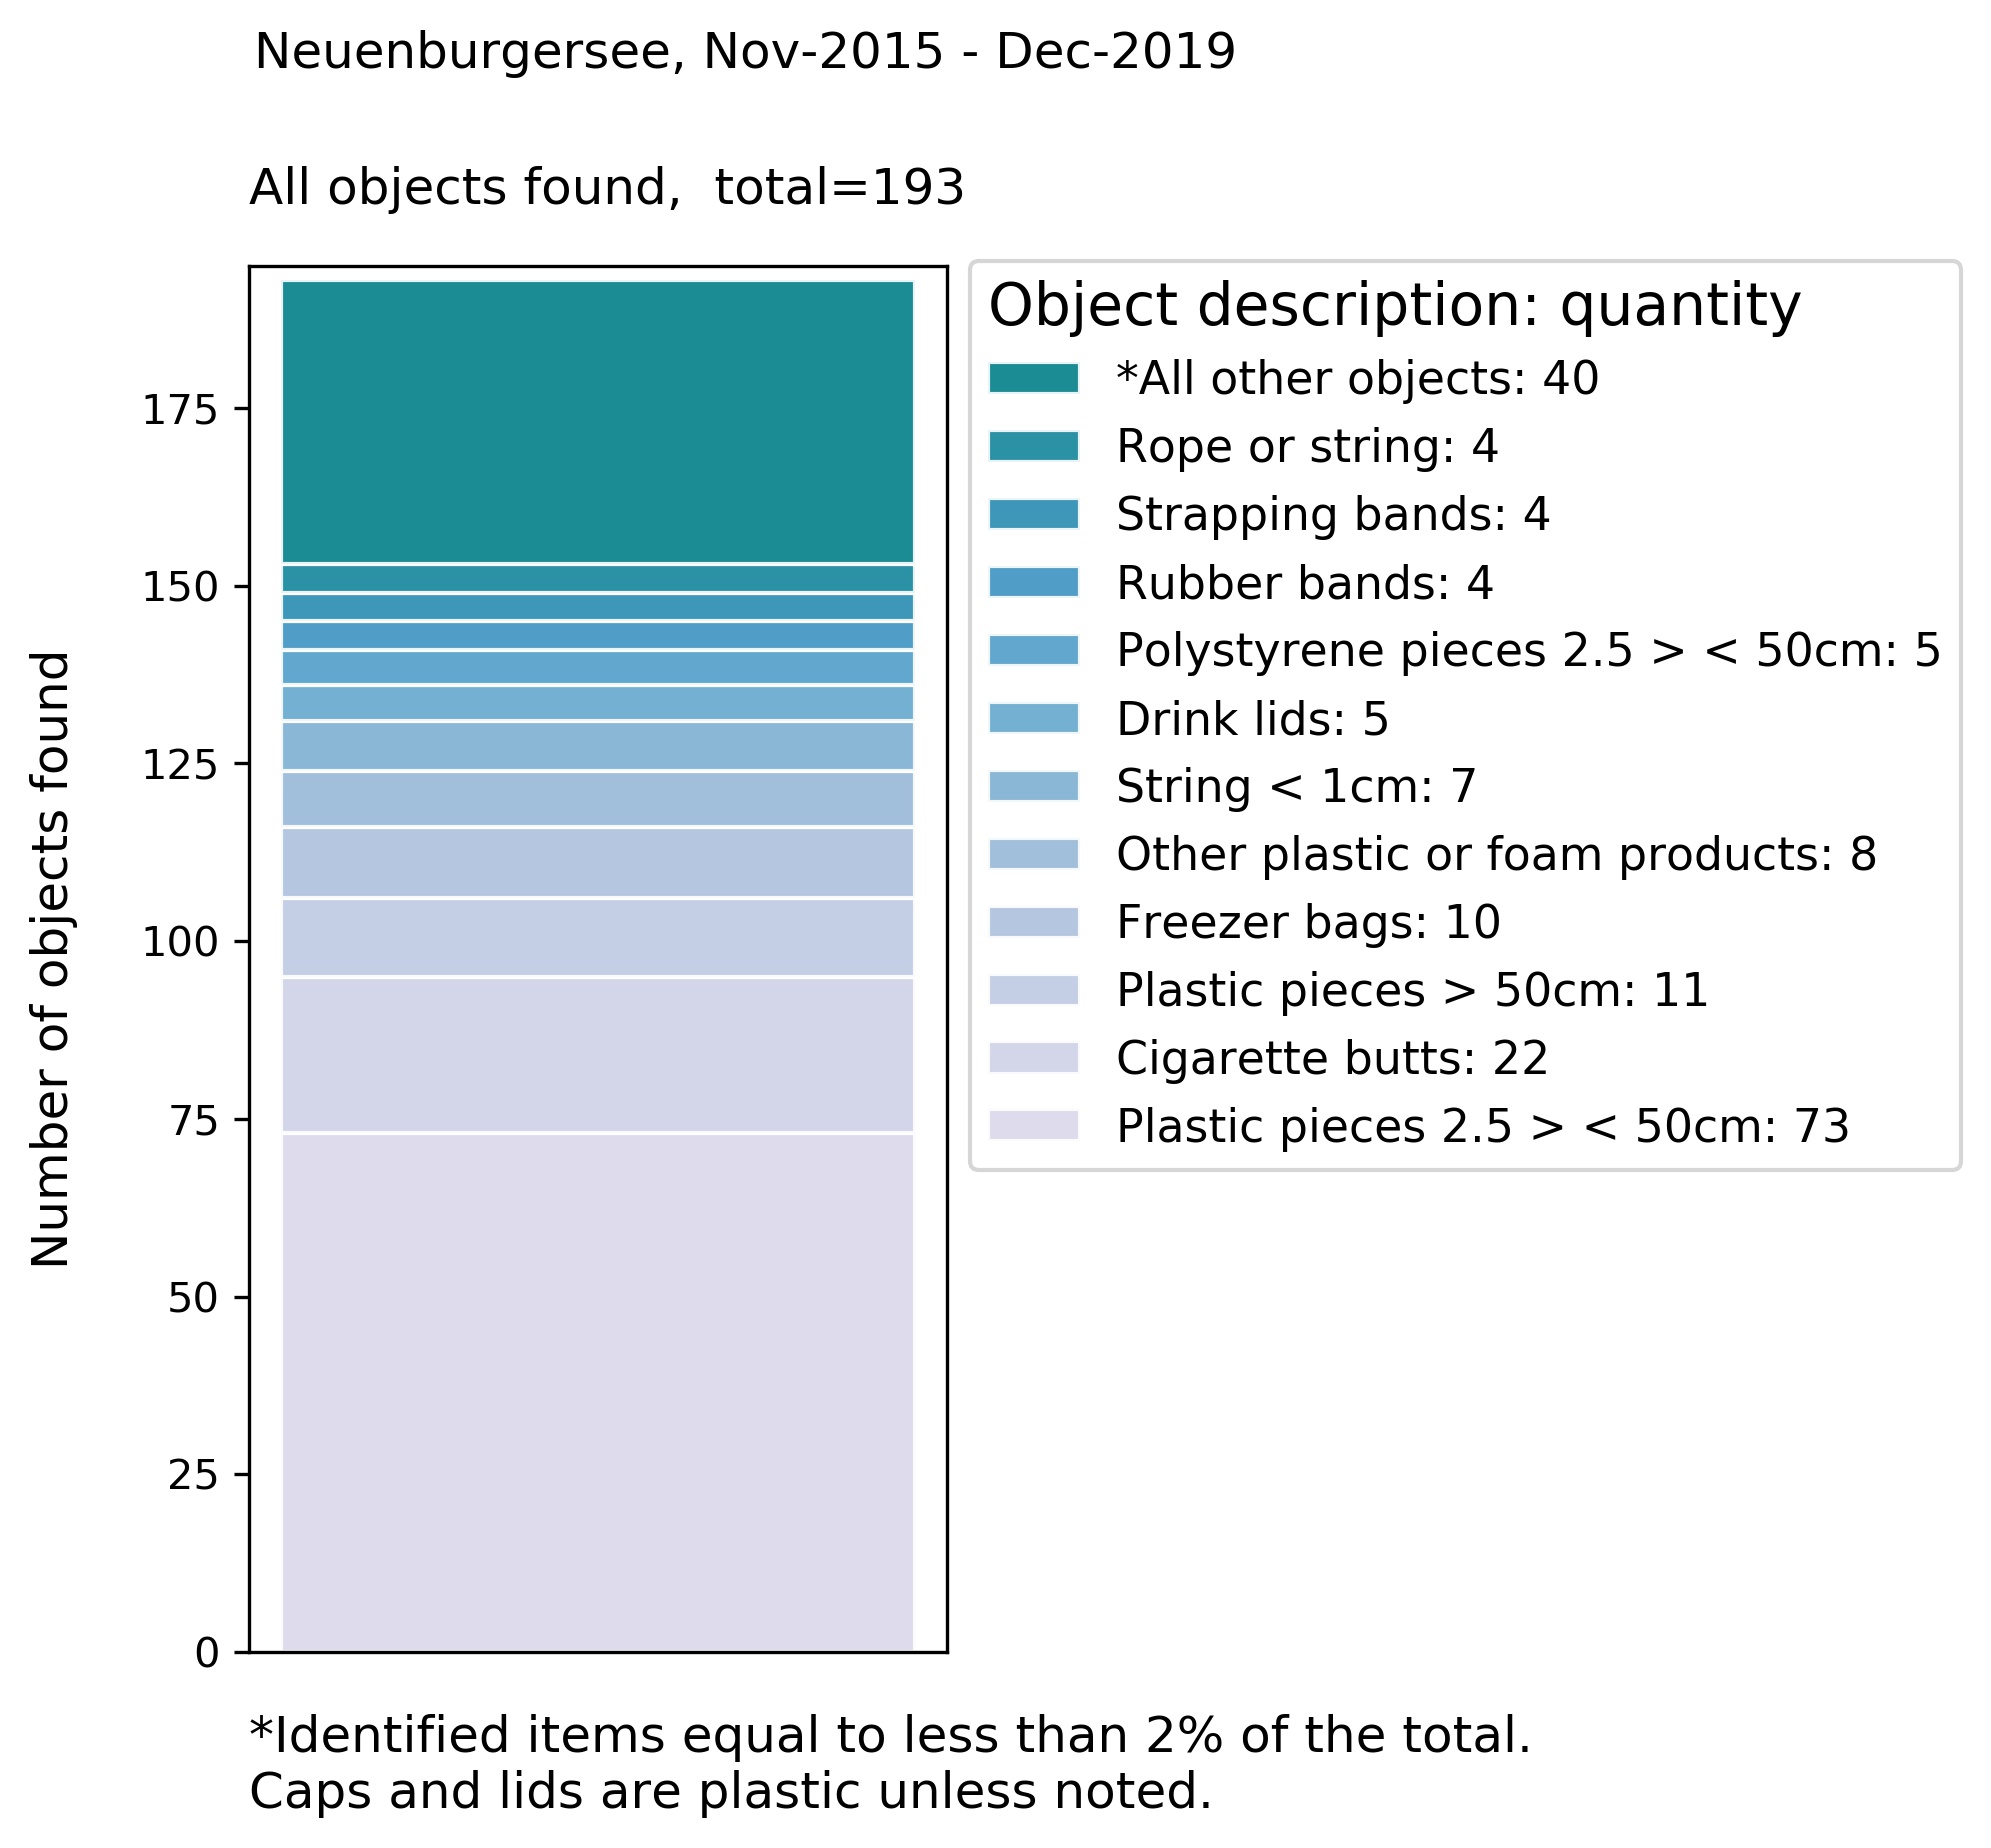 Neuenburgersee, Nov-2015 - Dec-2019
All objects found,  total=193
Number of objects found
175
150
125
100
75
50
25
0
Object description: quantity
*All other objects: 40
Rope or string: 4
Strapping bands: 4
Rubber bands: 4
Polystyrene pieces 2.5 > < 50cm: 5
Drink lids: 5
String < 1cm: 7
Other plastic or foam products: 8
Freezer bags: 10
Plastic pieces > 50cm: 11
Cigarette butts: 22
Plastic pieces 2.5 > < 50cm: 73
*Identified items equal to less than 2% of the total.
Caps and lids are plastic unless noted.